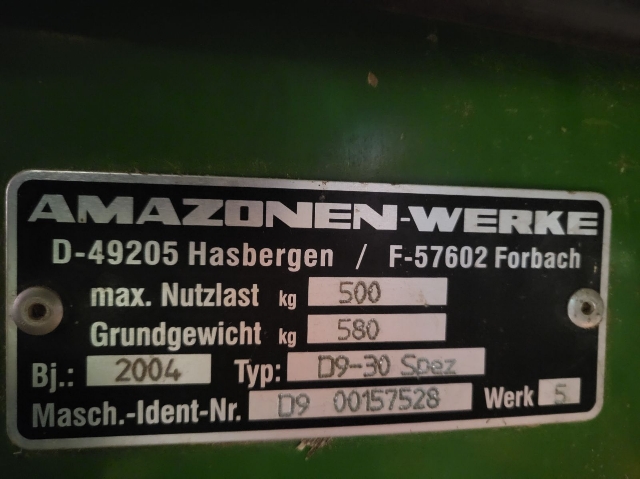 AMAZONEN-WERKE
D-49205 Hasbergen / F-57602 Forbach
max. Nutzlast kg 500
Grundgewicht kg 580
Bj.: 2004 Typ: D9-30 Spez
Masch.-Ident-Nr. D9 00157528 Werk 5